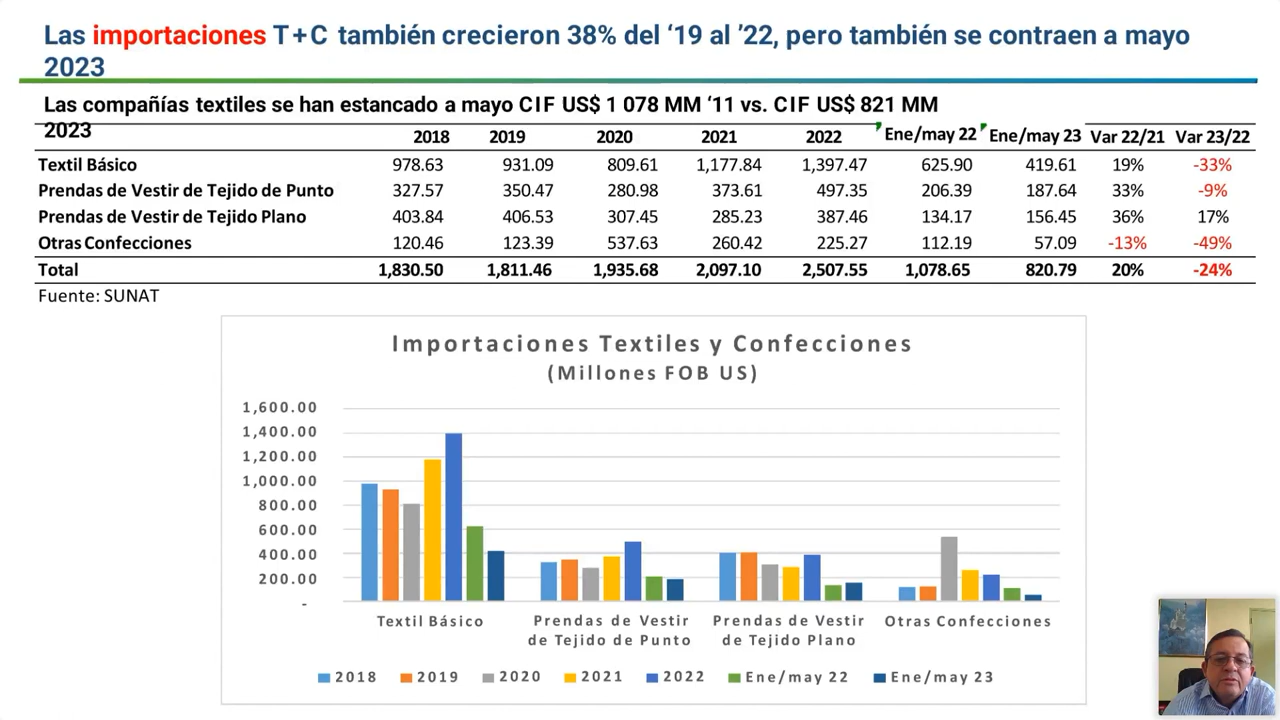 Las importaciones T+C también crecieron 38% del ‘19 al ’22, pero también se contraen a mayo
2023
Las compañías textiles se han estancado a mayo CIF US$ 1 078 MM ‘11 vs. CIF US$ 821 MM
2023
2018 2019 2020 2021 2022 Ene/may 22 Ene/may 23 Var 22/21 Var 23/22
Textil Básico 978.63 931.09 809.61 1,177.84 1,397.47 625.90 419.61 19% -33%
Prendas de Vestir de Tejido de Punto 327.57 350.47 280.98 373.61 497.35 206.39 187.64 33% -9%
Prendas de Vestir de Tejido Plano 403.84 406.53 307.45 285.23 387.46 134.17 156.45 36% 17%
Otras Confecciones 120.46 123.39 537.63 260.42 225.27 112.19 57.09 -13% -49%
Total 1,830.50 1,811.46 1,935.68 2,097.10 2,507.55 1,078.65 820.79 20% -24%
Fuente: SUNAT
Importaciones Textiles y Confecciones
(Millones FOB US)
1,600.00
1,400.00
1,200.00
1,000.00
800.00
600.00
400.00
200.00
-
Textil Básico
Prendas de Vestir
de Tejido de Punto
Prendas de Vestir
de Tejido Plano
Otras Confecciones
2018 2019 2020 2021 2022 Ene/may 22 Ene/may 23